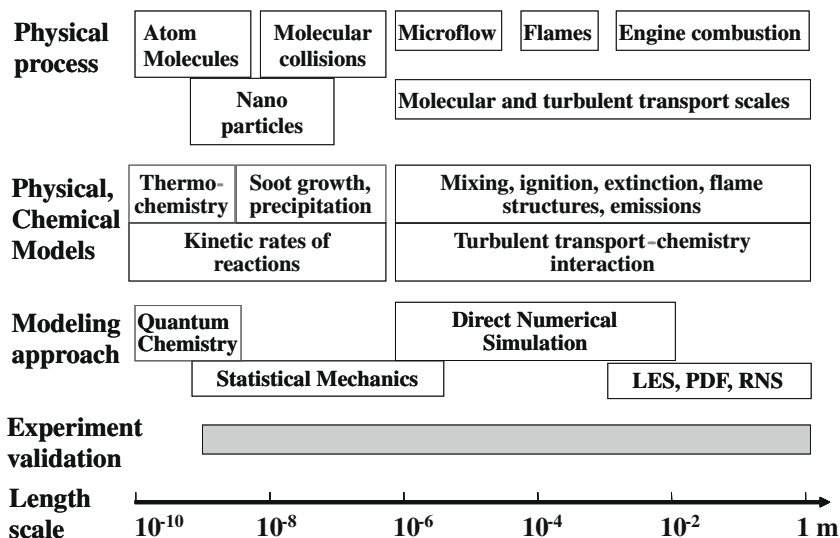 Physical
process
Atom
Molecules
Molecular
collisions
Microflow
Flames
Engine combustion
Nano
particles
Molecular and turbulent transport scales
Physical,
Chemical
Models
Thermo-
chemistry
Soot growth,
precipitation
Mixing, ignition, extinction, flame
structures, emissions
Kinetic rates of
reactions
Turbulent transport-chemistry
interaction
Modeling
approach
Quantum
Chemistry
Direct Numerical
Simulation
Statistical Mechanics
LES, PDF, RNS
Experiment
validation
Length
scale
10⁻¹⁰
10⁻⁸
10⁻⁶
10⁻⁴
10⁻²
1 m